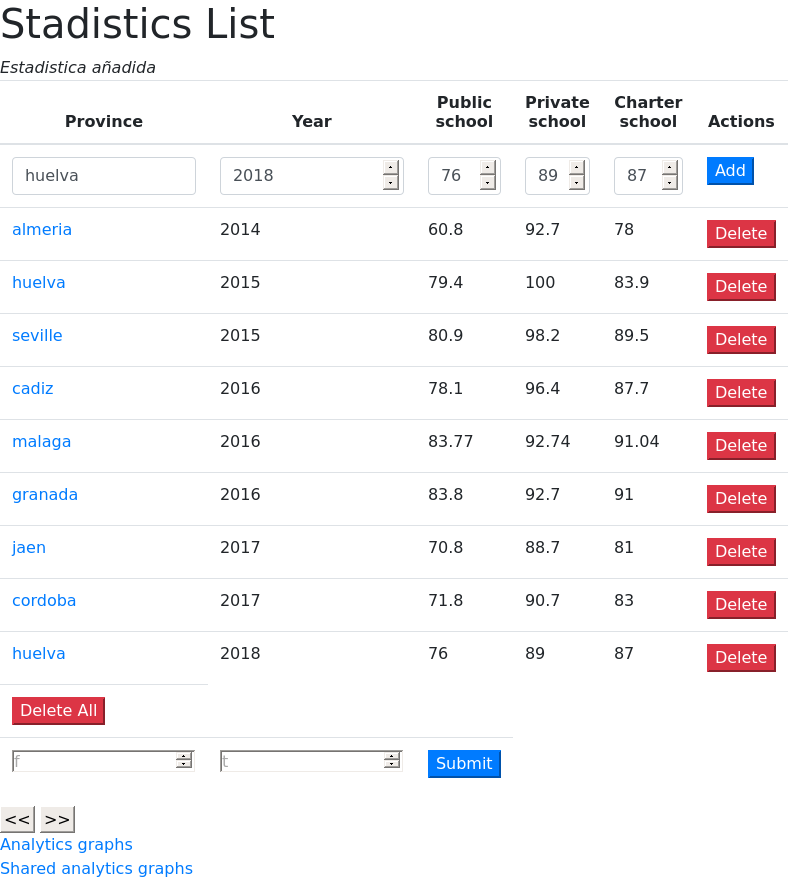 Stadistics List
Estadistica añadida
Province Year Public school Private school Charter school Actions
huelva 2018 76 89 87 Add
almeria 2014 60.8 92.7 78 Delete
huelva 2015 79.4 100 83.9 Delete
seville 2015 80.9 98.2 89.5 Delete
cadiz 2016 78.1 96.4 87.7 Delete
malaga 2016 83.77 92.74 91.04 Delete
granada 2016 83.8 92.7 91 Delete
jaen 2017 70.8 88.7 81 Delete
cordoba 2017 71.8 90.7 83 Delete
huelva 2018 76 89 87 Delete
Delete All
f t Submit
<< >>
Analytics graphs
Shared analytics graphs